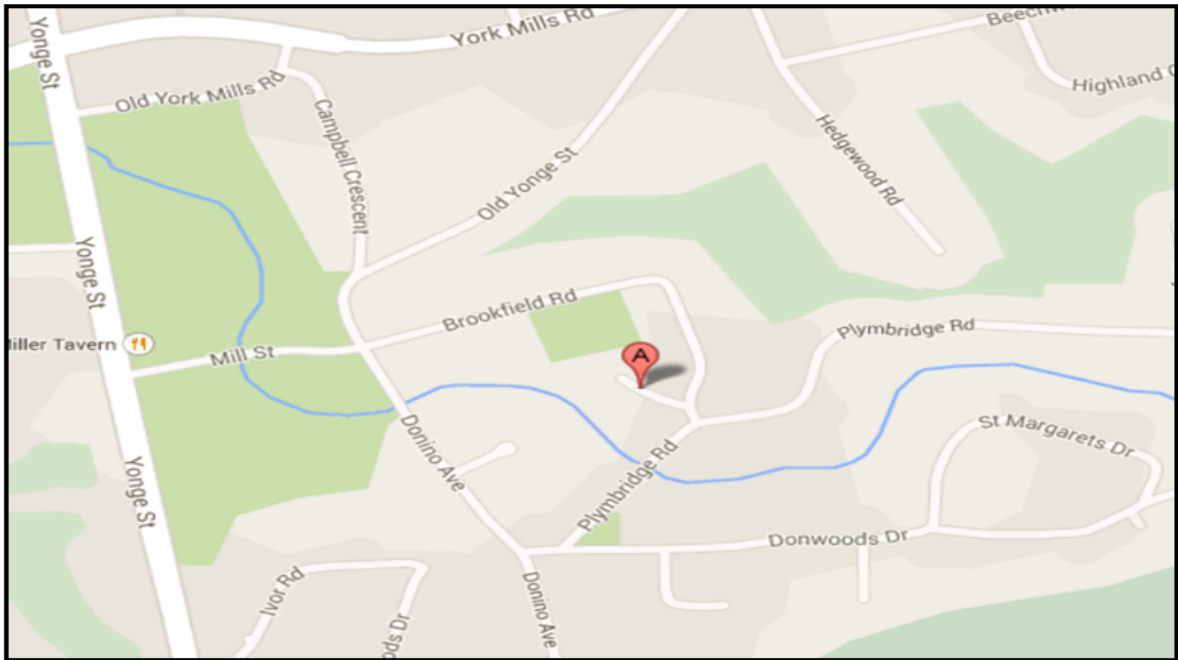 Yonge St
York Mills Rd
Beechw
Highland
Old York Mills Rd
Campbell Crescent
Hedgewood Rd
Old Yonge St
Yonge St
Brookfield Rd
Plymbridge Rd
iller Tavern
Mill St
A
Donino Ave
St Margarets Dr
Yonge St
Plymbridge Rd
Donwoods Dr
Ivor Rd
Donino Ave
ods Dr